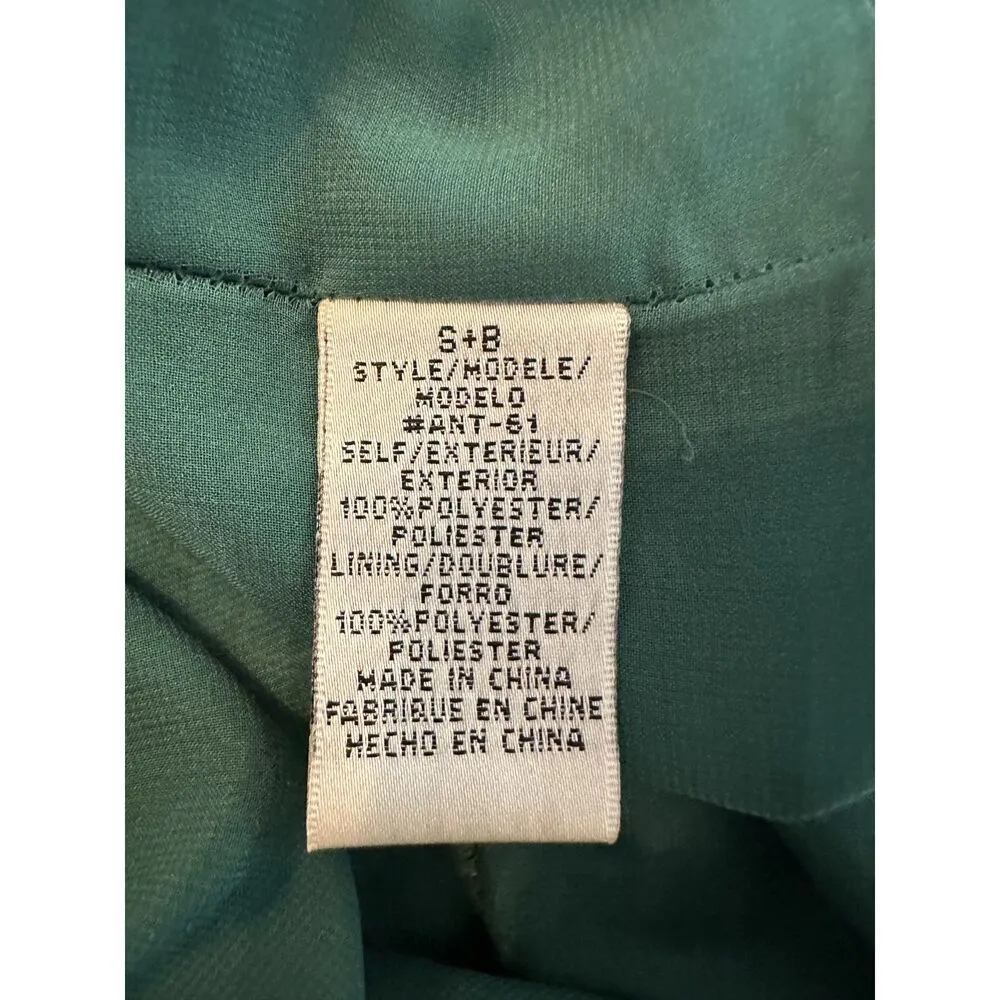 S+B
STYLE/MODELE/
MODELO
#ANT-61
SELF/EXTERIEUR/
EXTERIOR
100%POLYESTER/
POLIESTER
LINING/DOUBLURE/
FORRO
100%POLYESTER/
POLIESTER
MADE IN CHINA
FABRIQUE EN CHINE
HECHO EN CHINA